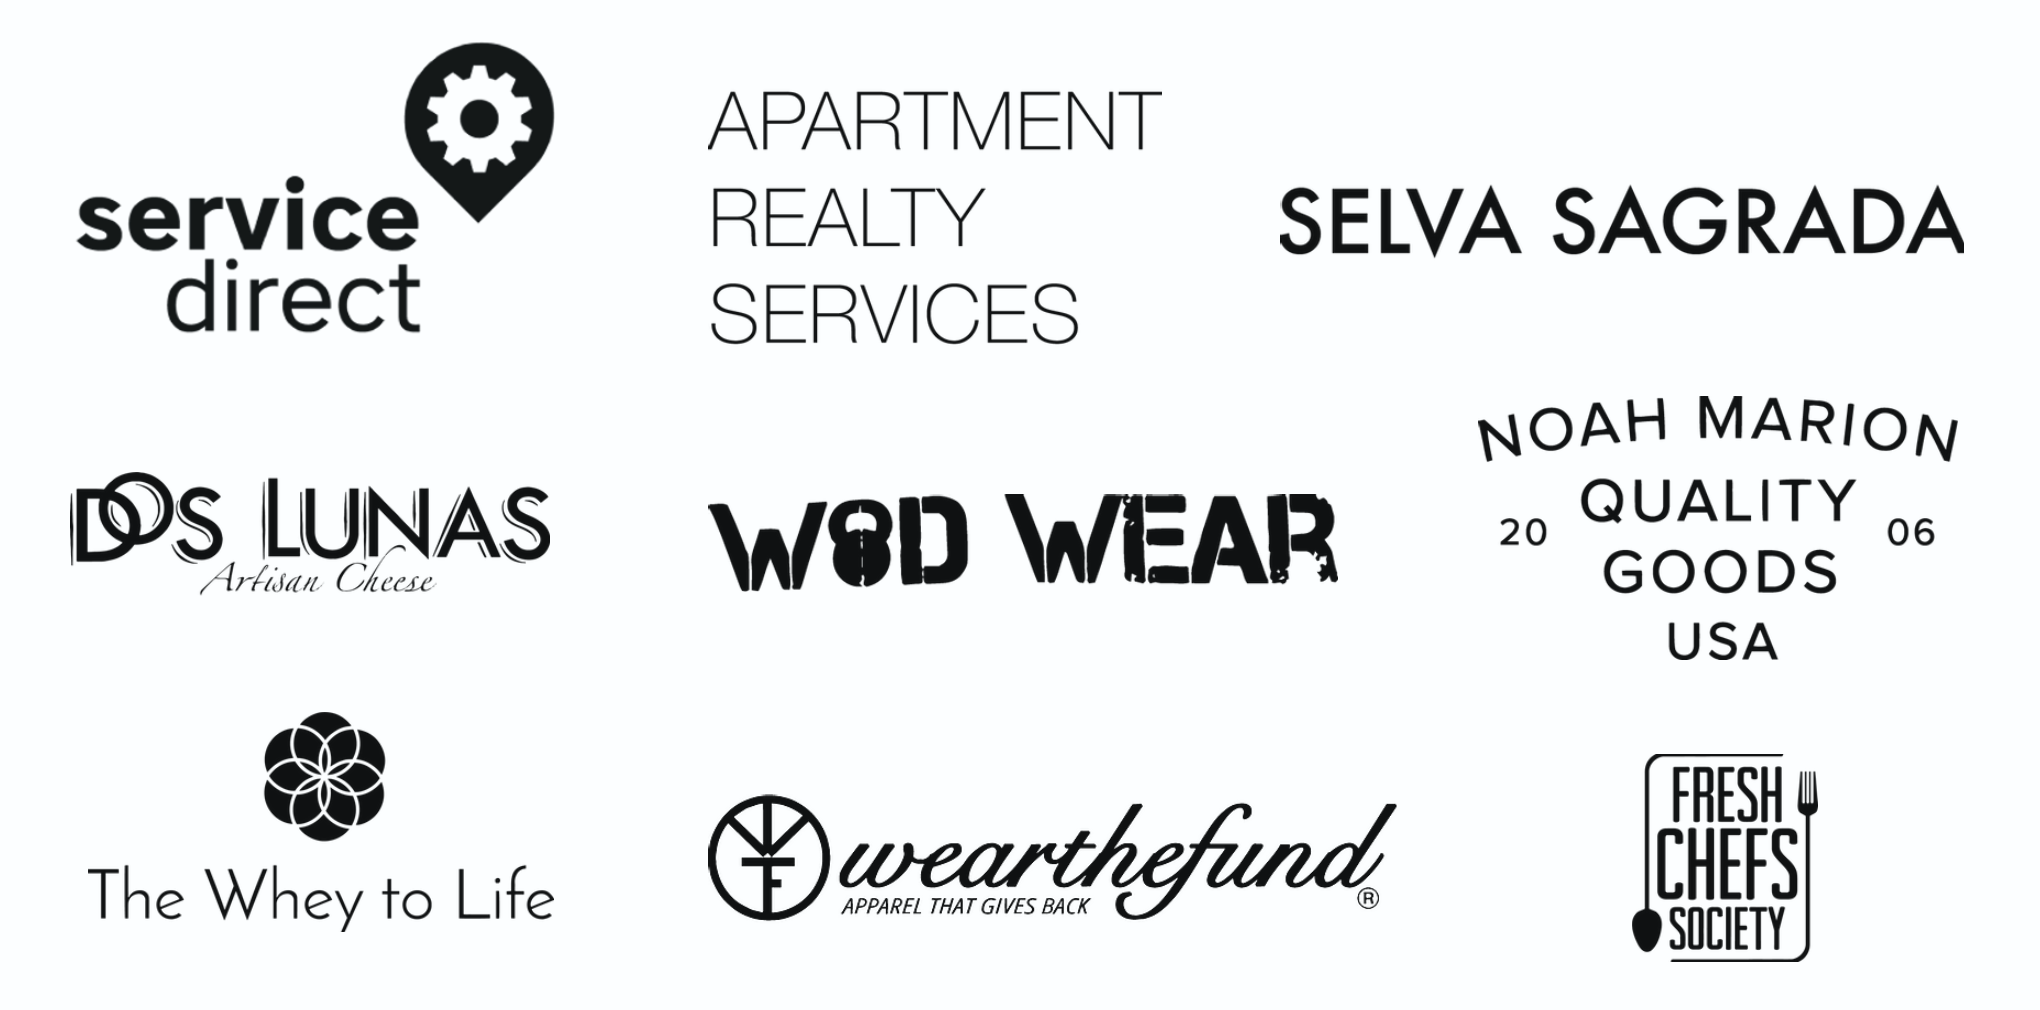 service
direct
APARTMENT
REALTY
SERVICES
SELVA SAGRADA
DOS LUNAS
Artisan Cheese
WOD WEAR
NOAH MARION
QUALITY
20 06
GOODS
USA
The Whey to Life
wearthefund®
APPAREL THAT GIVES BACK
FRESH
CHEFS
SOCIETY